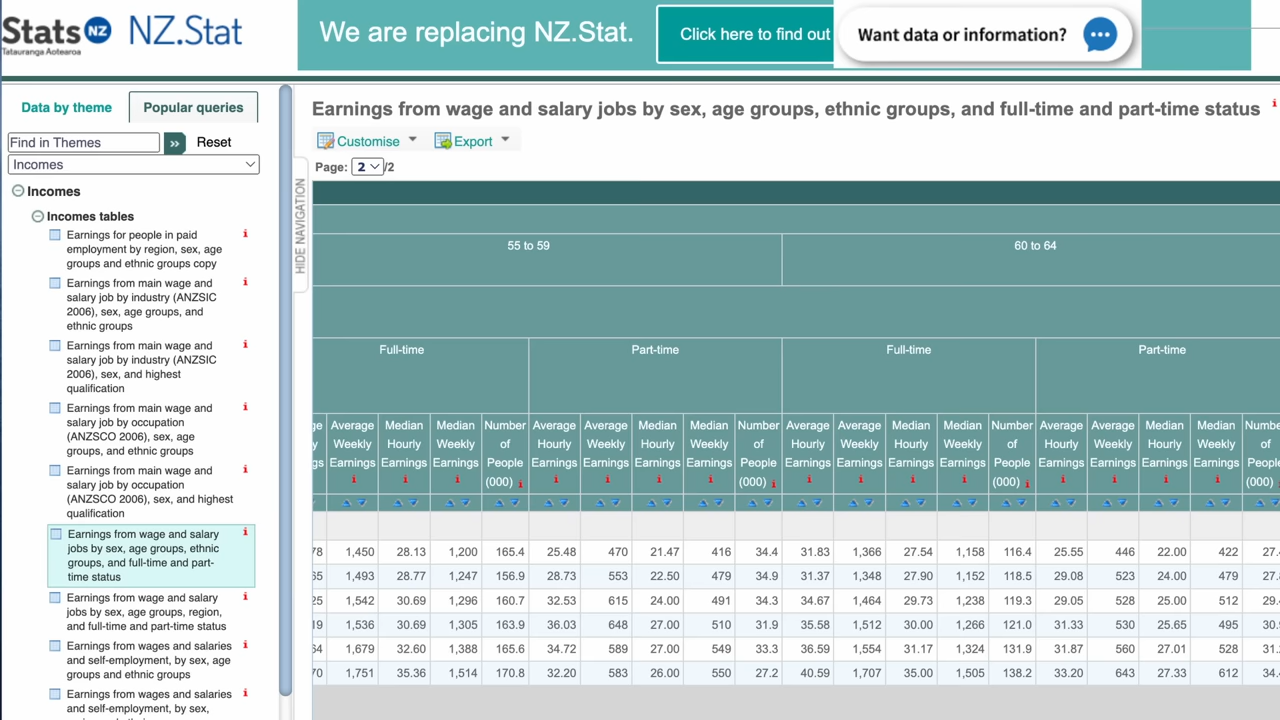 Stats NZ
Tatauranga Aotearoa
NZ.Stat
We are replacing NZ.Stat.
Click here to find out
Want data or information?
Data by theme
Popular queries
Find in Themes
»
Reset
Incomes
Incomes
Incomes tables
Earnings for people in paid
employment by region, sex, age
groups and ethnic groups copy
Earnings from main wage and
salary job by industry (ANZSIC
2006), sex, age groups, and
ethnic groups
Earnings from main wage and
salary job by industry (ANZSIC
2006), sex, and highest
qualification
Earnings from main wage and
salary job by occupation
(ANZSCO 2006), sex, age
groups, and ethnic groups
Earnings from main wage and
salary job by occupation
(ANZSCO 2006), sex, and highest
qualification
Earnings from wage and salary
jobs by sex, age groups, ethnic
groups, and full-time and part-
time status
Earnings from wage and salary
jobs by sex, age groups, region,
and full-time and part-time status
Earnings from wages and salaries
and self-employment, by sex, age
groups and ethnic groups
Earnings from wages and salaries
and self-employment, by sex,
HIDE NAVIGATION
Earnings from wage and salary jobs by sex, age groups, ethnic groups, and full-time and part-time status
Customise
Export
Page: 2 /2
55 to 59 60 to 64
Full-time Part-time Full-time Part-time
Average Median Median Number Average Average Median Median Number Average Average Median Median Number Average Average Median Median
Weekly Hourly Weekly of Hourly Weekly Hourly Weekly of Hourly Weekly Hourly Weekly of Hourly Weekly Hourly Weekly of
Earnings Earnings Earnings People Earnings Earnings Earnings Earnings People Earnings Earnings Earnings Earnings People Earnings Earnings Earnings Earnings People
(000) (000) (000) (000)
78 1,450 28.13 1,200 165.4 25.48 470 21.47 416 34.4 31.83 1,366 27.54 1,158 116.4 25.55 446 22.00 422 27.
65 1,493 28.77 1,247 156.9 28.73 553 22.50 479 34.9 31.37 1,348 27.90 1,152 118.5 29.08 523 24.00 479 27.
25 1,542 30.69 1,296 160.7 32.53 615 24.00 491 34.3 34.67 1,464 29.73 1,238 119.3 29.05 528 25.00 512 29.
19 1,536 30.69 1,305 163.9 36.03 648 27.00 510 31.9 35.58 1,512 30.00 1,266 121.0 31.33 530 25.65 495 30.
64 1,679 32.60 1,388 165.6 34.72 589 27.00 549 33.3 36.59 1,554 31.17 1,324 131.9 31.87 560 27.01 528 31.
70 1,751 35.36 1,514 170.8 32.20 583 26.00 550 27.2 40.59 1,707 35.00 1,505 138.2 33.20 643 27.33 612 34.